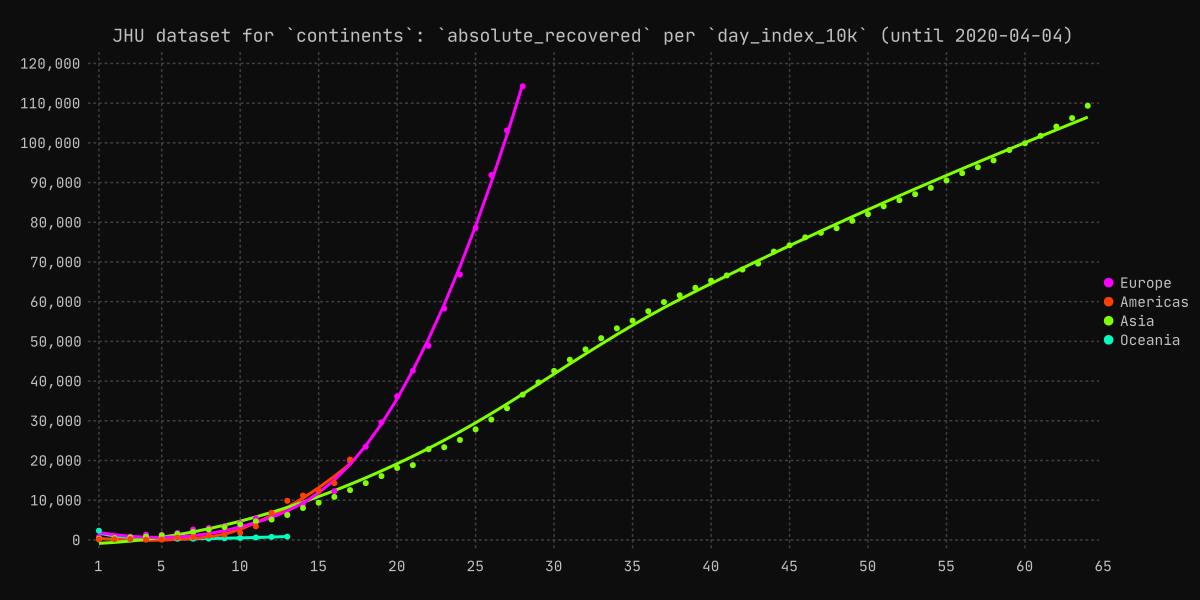 JHU dataset for `continents`: `absolute_recovered` per `day_index_10k` (until 2020-04-04)
120,000
110,000
100,000
90,000
80,000
70,000
60,000
50,000
40,000
30,000
20,000
10,000
0
1 5 10 15 20 25 30 35 40 45 50 55 60 65
Europe
Americas
Asia
Oceania